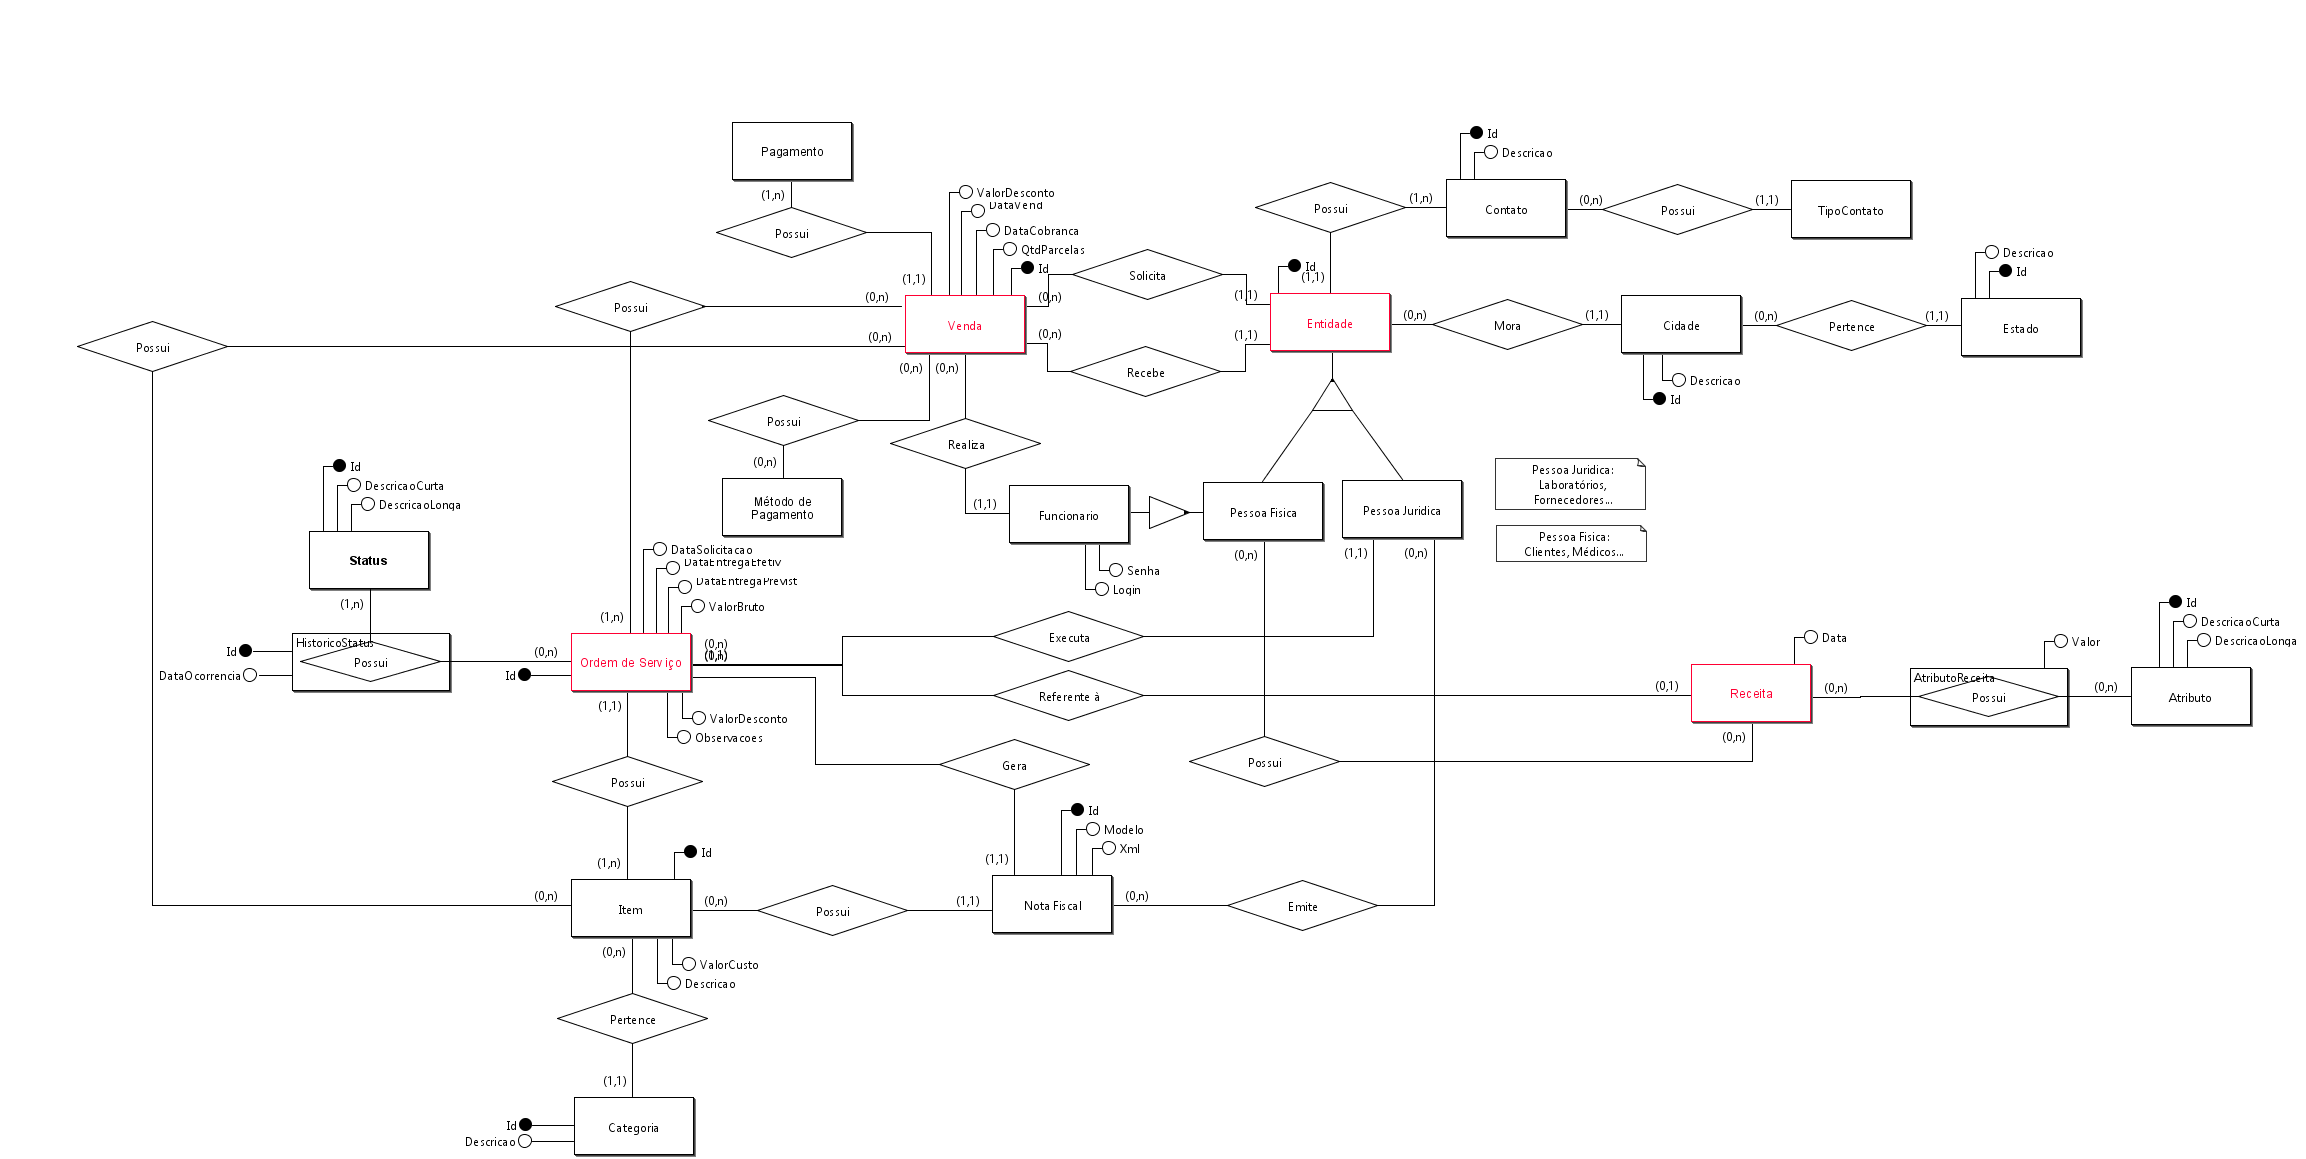 Pagamento
(1,n)
Possui
(1,1)
ValorDesconto
DataVend
DataCobranca
QtdParcelas
Id
(0,n)
Solicita
(1,1)
Id
(1,1)
Possui
(1,n)
Id
Descricao
Contato
(0,n)
Possui
(1,1)
TipoContato
Possui
(0,n)
Venda
(0,n)
Recebe
(1,1)
Entidade
(0,n)
Mora
(1,1)
Cidade
(0,n)
Pertence
(1,1)
Descricao
Id
Estado
Descricao
Id
Possui
(0,n)
(0,n)
(0,n)
Possui
(0,n)
Método de
Pagamento
Realiza
(1,1)
Funcionario
Senha
Login
Pessoa Fisica
(0,n)
Pessoa Juridica
(1,1)
(0,n)
Pessoa Juridica:
Laboratórios,
Fornecedores...
Pessoa Fisica:
Clientes, Médicos...
Id
DescricaoCurta
DescricaoLonga
Status
(1,n)
HistoricoStatus
Possui
Id
DataOcorrencia
(0,n)
(1,n)
DataSolicitacao
DataEntregaEfetiv
DataEntregaPrevist
ValorBruto
Ordem de Serviço
Id
(0,n)
ValorDesconto
Observacoes
(1,1)
Executa
Referente à
(0,1)
Data
Receita
(0,n)
(0,n)
AtributoReceita
Possui
Valor
(0,n)
Id
DescricaoCurta
DescricaoLonga
Atributo
Possui
Possui
(1,n)
Gera
(1,1)
Id
Modelo
Xml
Nota Fiscal
(0,n)
Emite
(0,n)
Id
Item
(0,n)
Possui
(1,1)
(0,n)
ValorCusto
Descricao
Pertence
(1,1)
Id
Descricao
Categoria